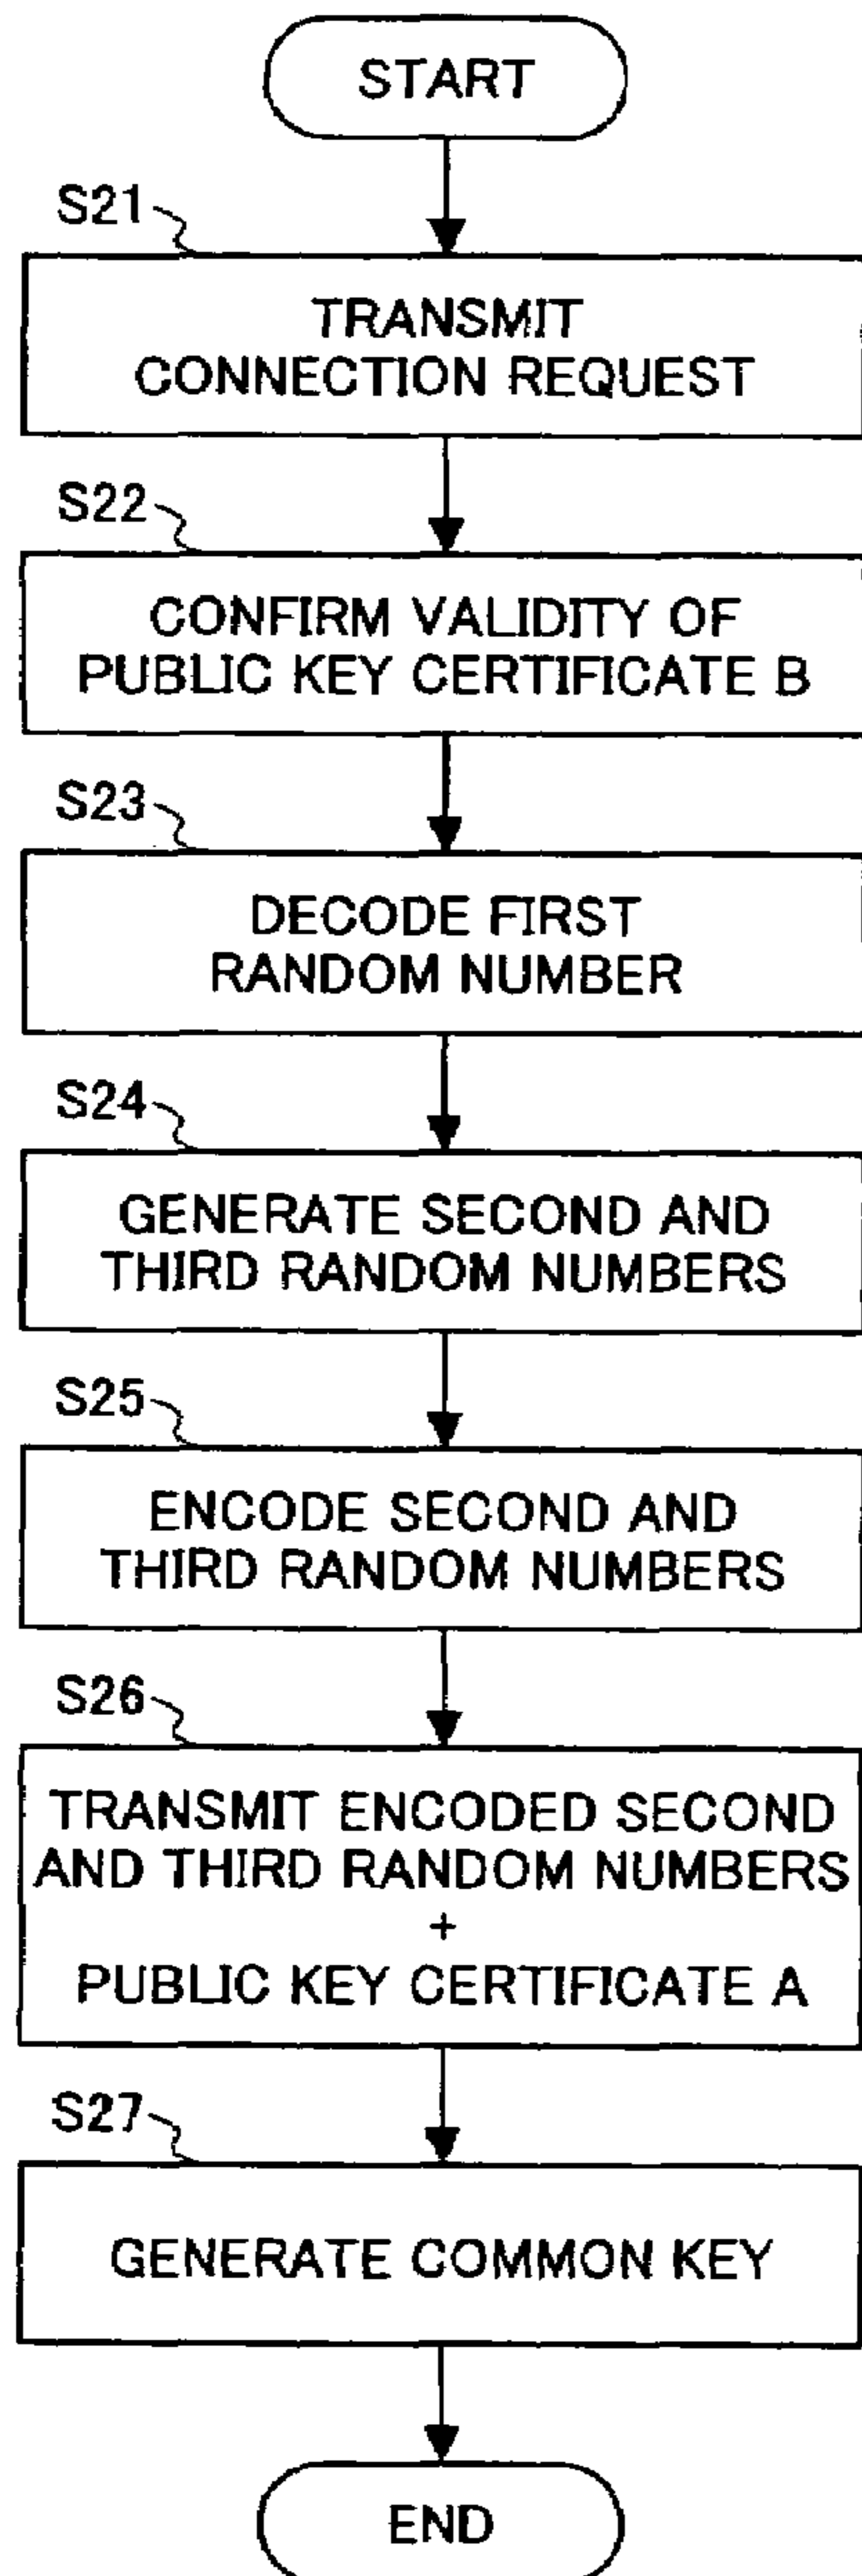 START
S21
TRANSMIT
CONNECTION REQUEST
S22
CONFIRM VALIDITY OF
PUBLIC KEY CERTIFICATE B
S23
DECODE FIRST
RANDOM NUMBER
S24
GENERATE SECOND AND
THIRD RANDOM NUMBERS
S25
ENCODE SECOND AND
THIRD RANDOM NUMBERS
S26
TRANSMIT ENCODED SECOND
AND THIRD RANDOM NUMBERS
+
PUBLIC KEY CERTIFICATE A
S27
GENERATE COMMON KEY
END